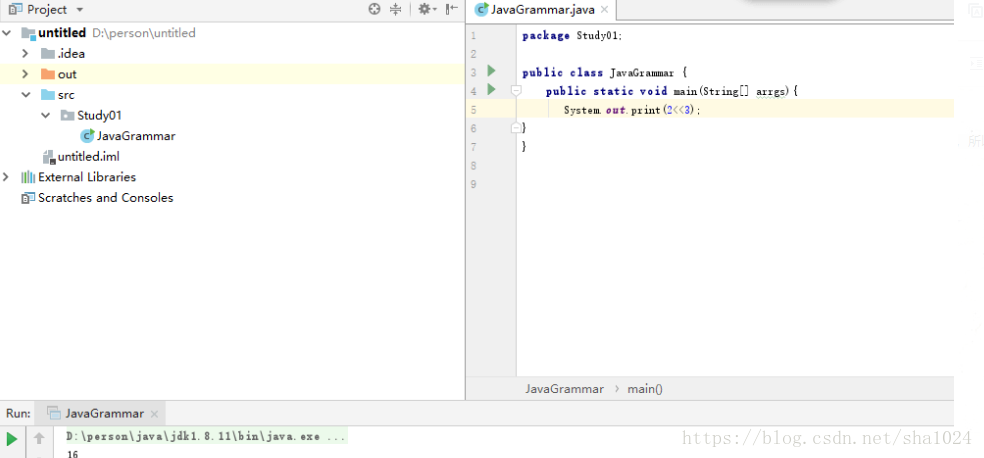 Project
untitled D:\person\untitled
.idea
out
src
Study01
JavaGrammar
untitled.iml
External Libraries
Scratches and Consoles
JavaGrammar.java
1 package Study01;
2
3 public class JavaGrammar {
4 public static void main(String[] arrgs){
5 System.out.print(2<<3);
6 }
7 }
8
9
JavaGrammar main()
Run: JavaGrammar
D:\person\java\jdk1.8.11\bin\java.exe ...
16
https://blog.csdn.net/sha1024